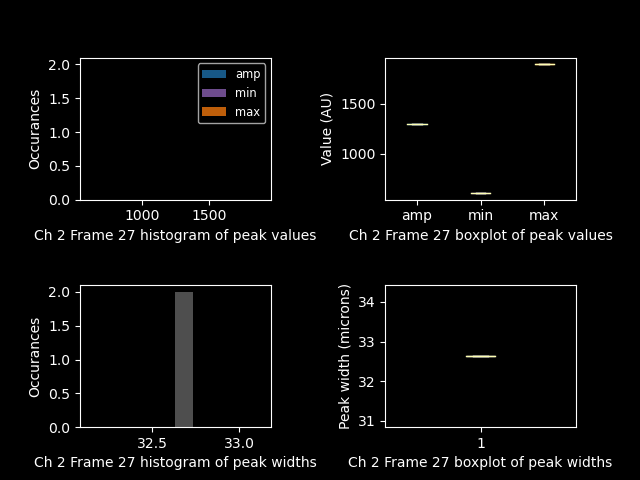 2.0
1.5
1.0
0.5
0.0
Occurances
amp
min
max
1000
1500
Ch 2 Frame 27 histogram of peak values
1500
1000
Value (AU)
amp
min
max
Ch 2 Frame 27 boxplot of peak values
2.0
1.5
1.0
0.5
0.0
Occurances
32.5
33.0
Ch 2 Frame 27 histogram of peak widths
34
33
32
31
Peak width (microns)
1
Ch 2 Frame 27 boxplot of peak widths